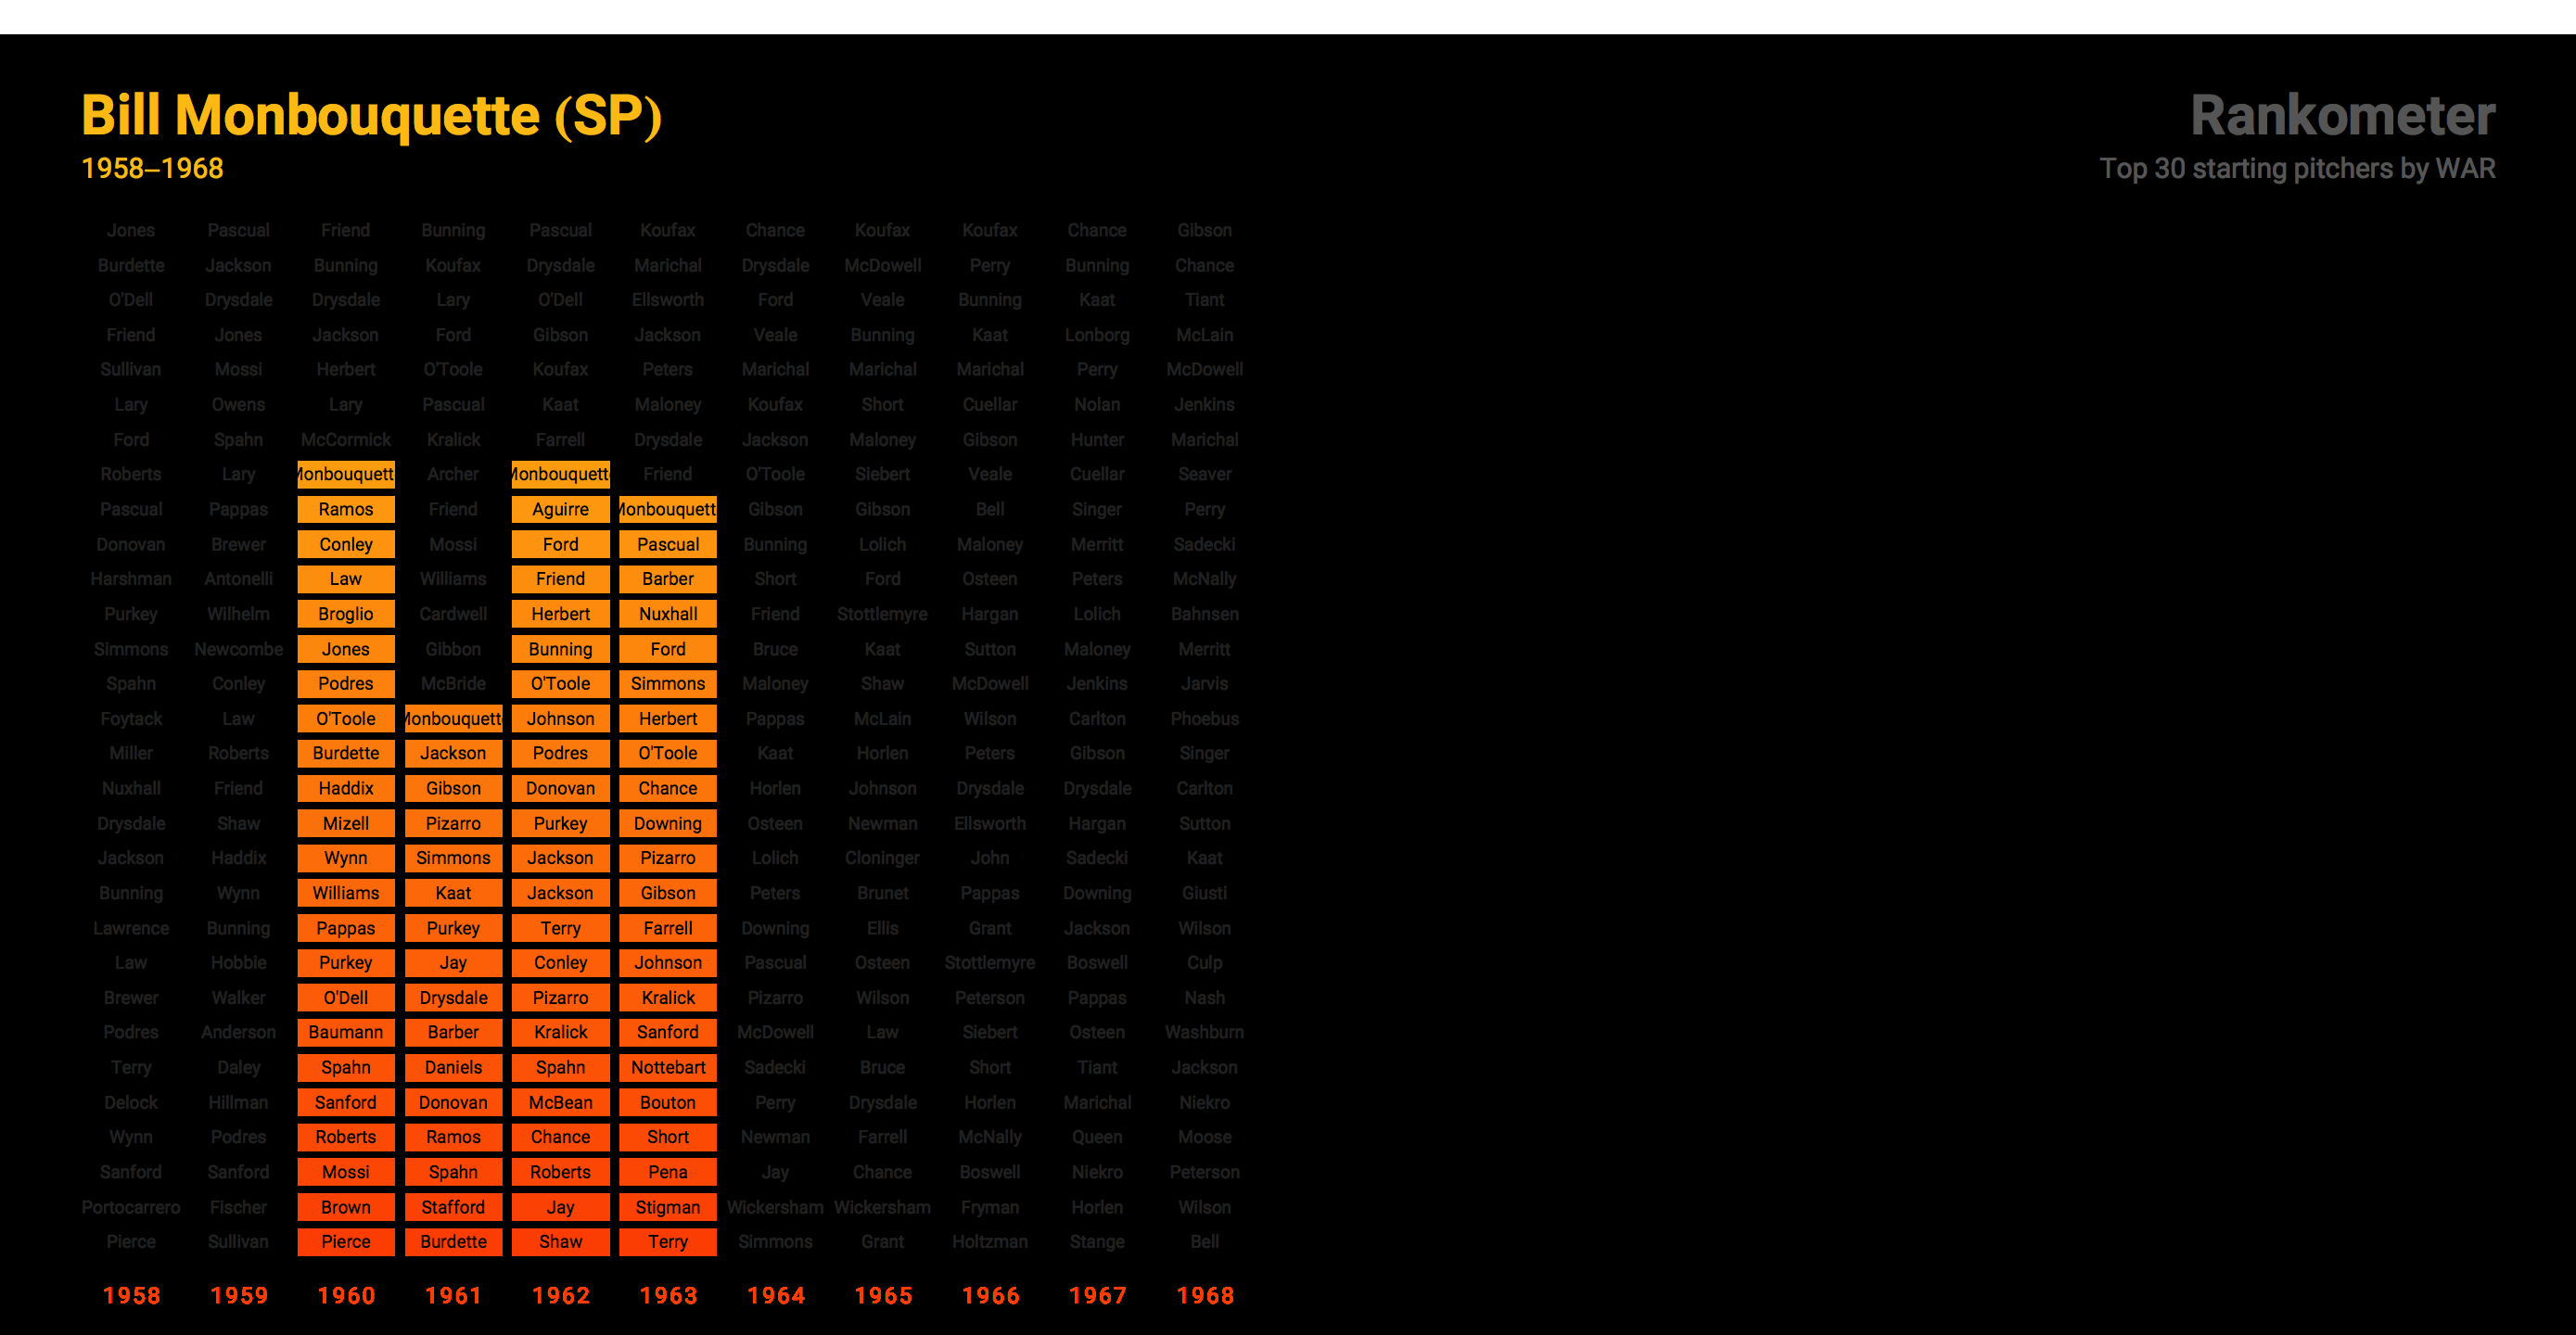 Bill Monbouquette (SP)
Rankometer
1958–1968
Top 30 starting pitchers by WAR
Jones Pascual Friend Bunning Pascual Koufax Chance Koufax Koufax Chance Gibson
Burdette Jackson Bunning Koufax Drysdale Marichal Drysdale McDowell Perry Bunning Chance
O'Dell Drysdale Drysdale Lary O'Dell Ellsworth Ford Veale Bunning Kaat Tiant
Friend Jones Jackson Ford Gibson Jackson Veale Bunning Kaat Lonborg McLain
Sullivan Mossi Herbert O'Toole Koufax Peters Marichal Marichal Marichal Perry McDowell
Lary Owens Lary Pascual Kaat Maloney Koufax Short Cuellar Nolan Jenkins
Ford Spahn McCormick Kralick Farrell Drysdale Jackson Maloney Gibson Hunter Marichal
Roberts Lary Monbouquett Archer Monbouquett Friend O'Toole Siebert Veale Cuellar Seaver
Pascual Pappas Ramos Friend Aguirre Monbouquett Gibson Gibson Bell Singer Perry
Donovan Brewer Conley Mossi Ford Pascual Bunning Lolich Maloney Merritt Sadecki
Harshman Antonelli Law Williams Friend Barber Short Ford Osteen Peters McNally
Purkey Wilhelm Broglio Cardwell Herbert Nuxhall Friend Stottlemyre Hargan Lolich Bahnsen
Simmons Newcombe Jones Gibbon Bunning Ford Bruce Kaat Sutton Maloney Merritt
Spahn Conley Podres McBride O'Toole Simmons Maloney Shaw McDowell Jenkins Jarvis
Foytack Law O'Toole Monbouquett Johnson Herbert Pappas McLain Wilson Carlton Phoebus
Miller Roberts Burdette Jackson Podres O'Toole Kaat Horlen Peters Gibson Singer
Nuxhall Friend Haddix Gibson Donovan Chance Horlen Johnson Drysdale Drysdale Carlton
Drysdale Shaw Mizell Pizarro Purkey Downing Osteen Newman Ellsworth Hargan Sutton
Jackson Haddix Wynn Simmons Jackson Pizarro Lolich Cloninger John Sadecki Kaat
Bunning Wynn Williams Kaat Jackson Gibson Peters Brunet Pappas Downing Giusti
Lawrence Bunning Pappas Purkey Terry Farrell Downing Ellis Grant Jackson Wilson
Law Hobbie Purkey Jay Conley Johnson Pascual Osteen Stottlemyre Boswell Culp
Brewer Walker O'Dell Drysdale Pizarro Kralick Pizarro Wilson Peterson Pappas Nash
Podres Anderson Baumann Barber Kralick Sanford McDowell Law Siebert Osteen Washburn
Terry Daley Spahn Daniels Spahn Nottebart Sadecki Bruce Short Tiant Jackson
Delock Hillman Sanford Donovan McBean Bouton Perry Drysdale Horlen Marichal Niekro
Wynn Podres Roberts Ramos Chance Short Newman Farrell McNally Queen Moose
Sanford Sanford Mossi Spahn Roberts Pena Jay Chance Boswell Niekro Peterson
Portocarrero Fischer Brown Stafford Jay Stigman Wickersham Wickersham Fryman Horlen Wilson
Pierce Sullivan Pierce Burdette Shaw Terry Simmons Grant Holtzman Stange Bell
1958 1959 1960 1961 1962 1963 1964 1965 1966 1967 1968